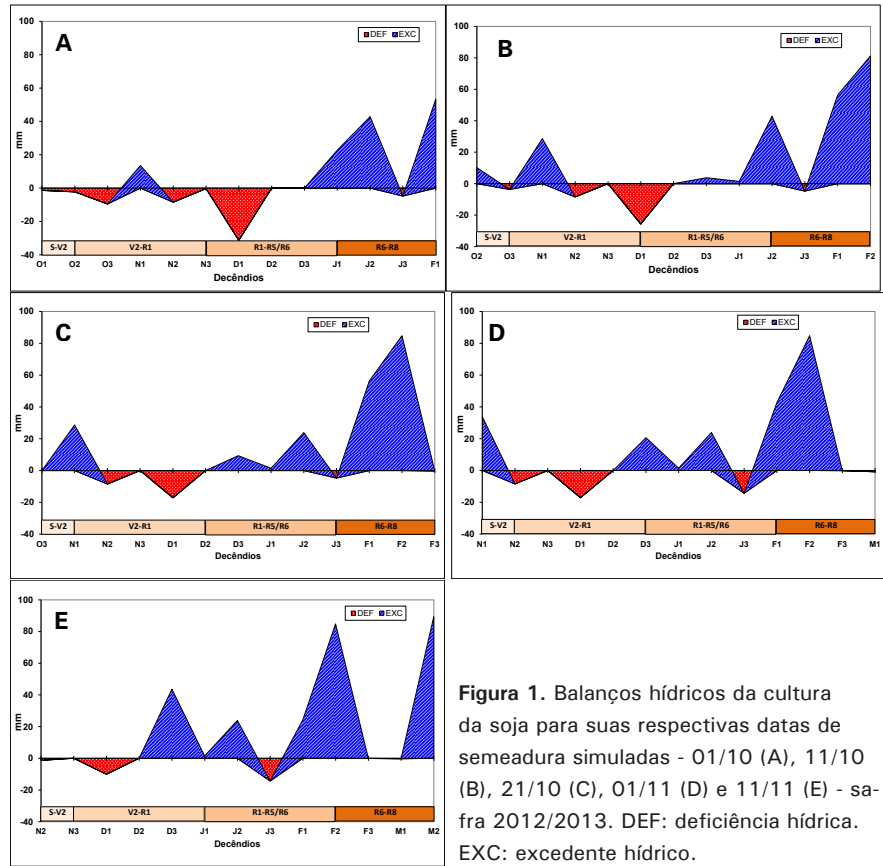 A
DEF EXC
100
80
60
40
20
0
-20
-40
mm
S-V2 V2-R1 R1-R5/R6 R6-R8
O1 O2 O3 N1 N2 N3 D1 D2 D3 J1 J2 J3 F1
Decêndios
B
DEF EXC
100
80
60
40
20
0
-20
-40
mm
S-V2 V2-R1 R1-R5/R6 R6-R8
O2 O3 N1 N2 N3 D1 D2 D3 J1 J2 J3 F1 F2
Decêndios
C
DEF EXC
100
80
60
40
20
0
-20
-40
mm
S-V2 V2-R1 R1-R5/R6 R6-R8
O3 N1 N2 N3 D1 D2 D3 J1 J2 J3 F1 F2 F3
Decêndios
D
DEF EXC
100
80
60
40
20
0
-20
-40
mm
S-V2 V2-R1 R1-R5/R6 R6-R8
N1 N2 N3 D1 D2 D3 J1 J2 J3 F1 F2 F3 M1
Decêndios
E
DEF EXC
100
80
60
40
20
0
-20
-40
mm
S-V2 V2-R1 R1-R5/R6 R6-R8
N2 N3 D1 D2 D3 J1 J2 J3 F1 F2 F3 M1 M2
Decêndios
Figura 1. Balanços hídricos da cultura
da soja para suas respectivas datas de
semeadura simuladas - 01/10 (A), 11/10
(B), 21/10 (C), 01/11 (D) e 11/11 (E) - sa-
fra 2012/2013. DEF: deficiência hídrica.
EXC: excedente hídrico.